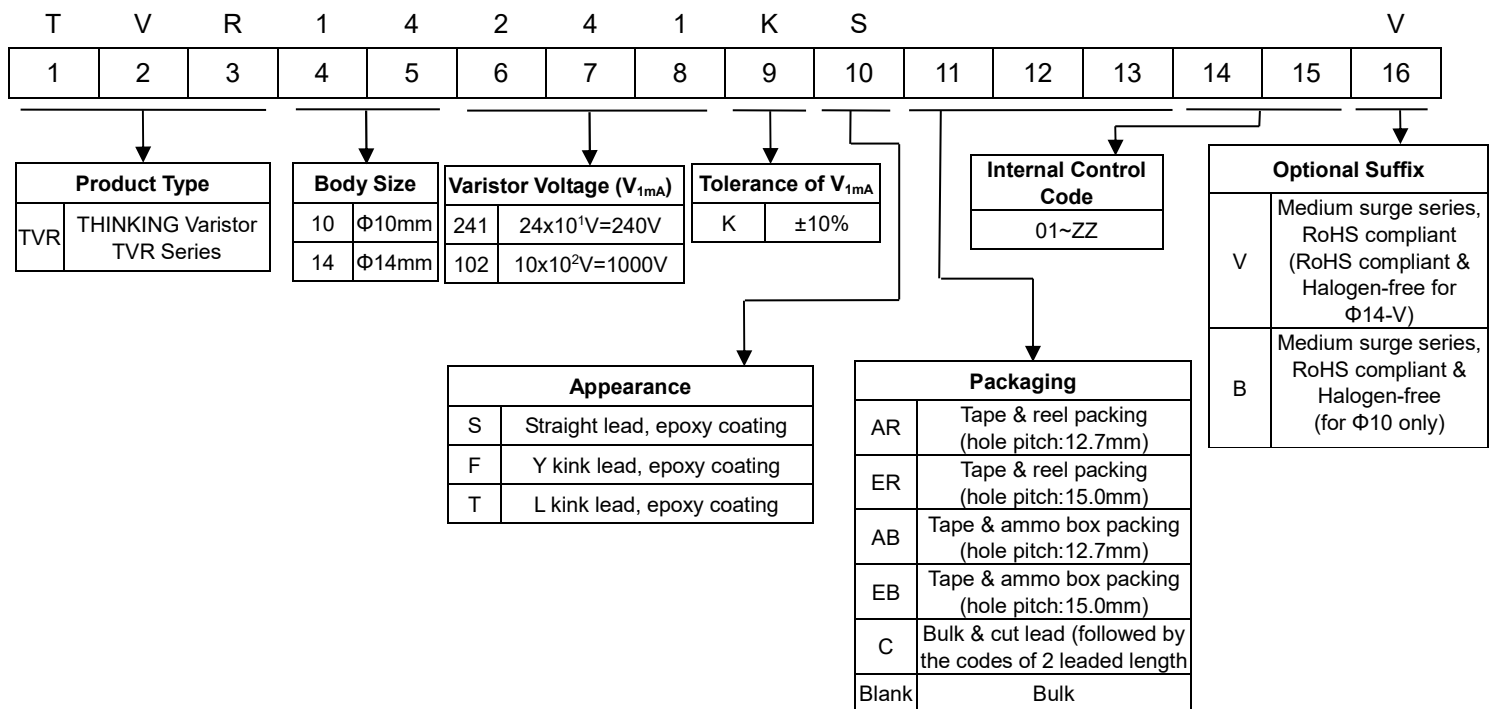 T V R 1 4 2 4 1 K S V
1 2 3 4 5 6 7 8 9 10 11 12 13 14 15 16
Product Type
TVR THINKING Varistor
TVR Series
Body Size
10 Φ10mm
14 Φ14mm
Varistor Voltage (V1mA)
241 24x10¹V=240V
102 10x10²V=1000V
Tolerance of V1mA
K ±10%
Internal Control
Code
01~ZZ
Optional Suffix
V Medium surge series,
RoHS compliant
(RoHS compliant &
Halogen-free for
Φ14-V)
B Medium surge series,
RoHS compliant &
Halogen-free
(for Φ10 only)
Appearance
S Straight lead, epoxy coating
F Y kink lead, epoxy coating
T L kink lead, epoxy coating
Packaging
AR Tape & reel packing
(hole pitch:12.7mm)
ER Tape & reel packing
(hole pitch:15.0mm)
AB Tape & ammo box packing
(hole pitch:12.7mm)
EB Tape & ammo box packing
(hole pitch:15.0mm)
C Bulk & cut lead (followed by
the codes of 2 leaded length
Blank Bulk